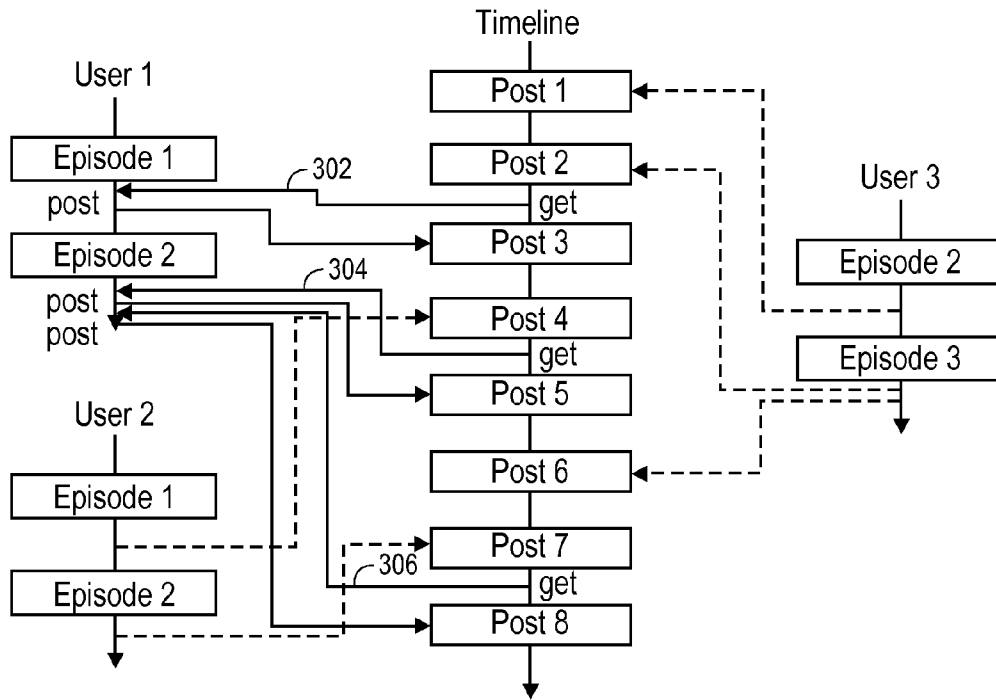 Timeline
User 1
Post 1
Episode 1
Post 2
302
User 3
post
get
Episode 2
Post 3
Episode 2
304
post
Post 4
post
get
Episode 3
Post 5
User 2
Post 6
Episode 1
Post 7
306
Episode 2
get
Post 8